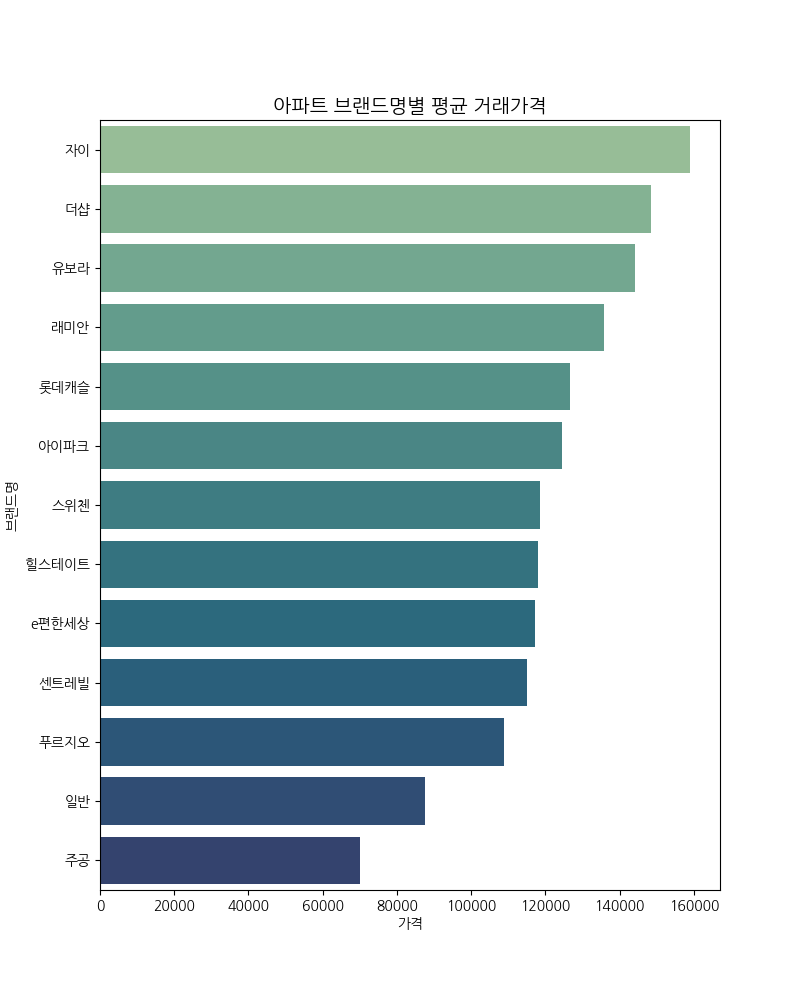 아파트 브랜드명별 평균 거래가격
브랜드명
자이
더샵
유보라
래미안
롯데캐슬
아이파크
스위첸
힐스테이트
e편한세상
센트레빌
푸르지오
일반
주공
0 20000 40000 60000 80000 100000 120000 140000 160000
가격